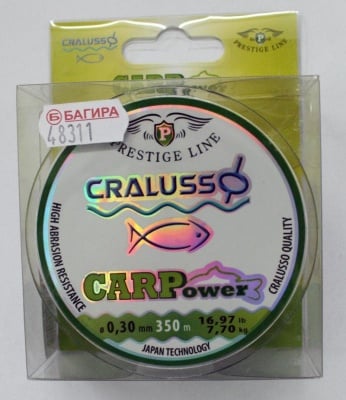 CRALUSSO
PRESTIGE LINE
CARPower
Б БАГИРА
48311
P
PRESTIGE LINE
CRALUSSO
HIGH ABRASION RESISTANCE
CRALUSSO QUALITY
CARPower
ø 0,30 mm 350 m
16,97 lb
7,70 kg
JAPAN TECHNOLOGY